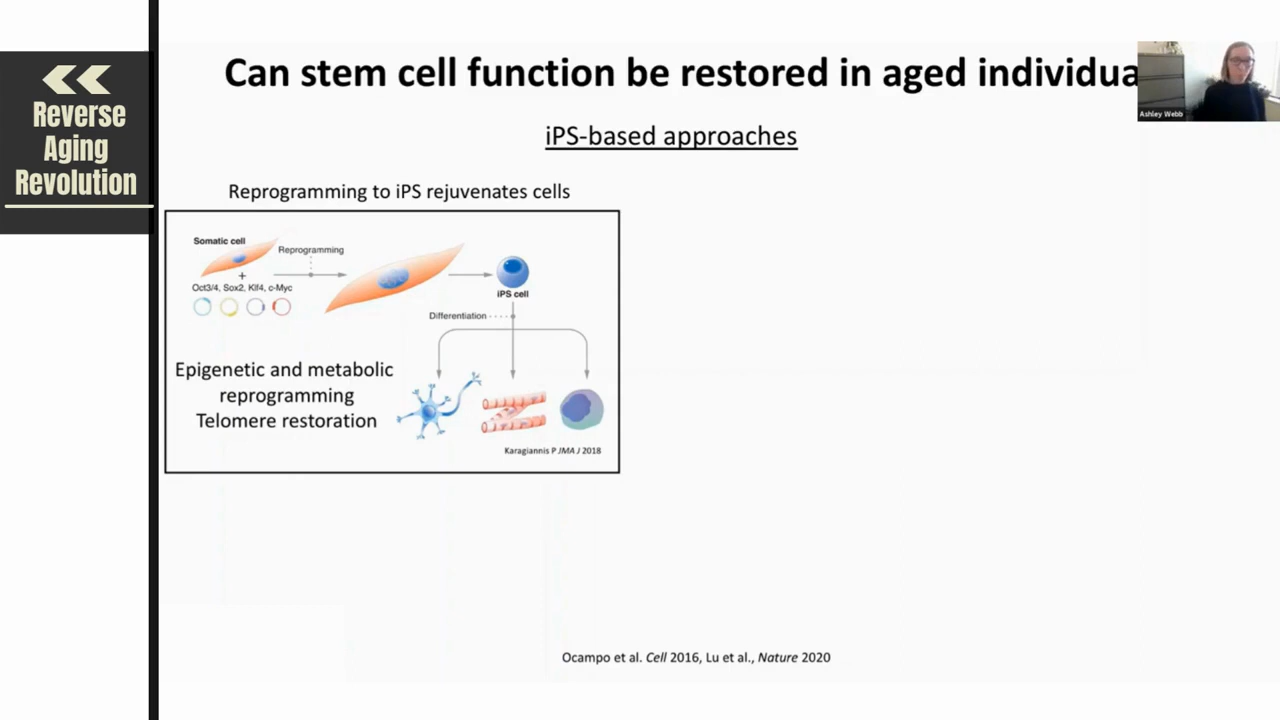 Reverse
Aging
Revolution
Can stem cell function be restored in aged individua
Ashley Webb
iPS-based approaches
Reprogramming to iPS rejuvenates cells
Somatic cell
+
Oct3/4, Sox2, Klf4, c-Myc
Reprogramming
iPS cell
Differentiation
Epigenetic and metabolic
reprogramming
Telomere restoration
Karagiannis P JMA J 2018
Ocampo et al. Cell 2016, Lu et al., Nature 2020